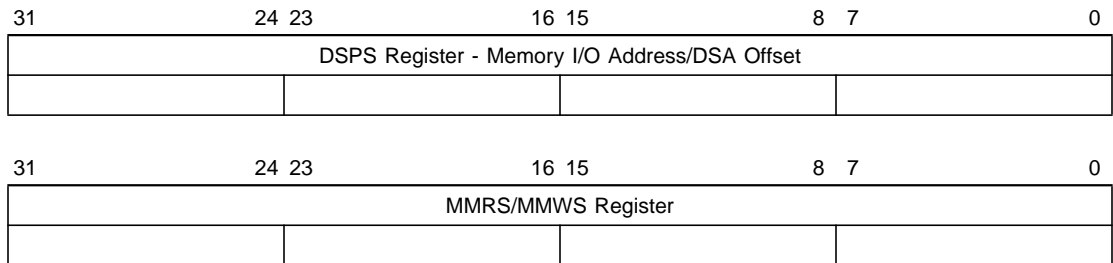 31 24 23 16 15 8 7 0
DSPS Register - Memory I/O Address/DSA Offset
31 24 23 16 15 8 7 0
MMRS/MMWS Register